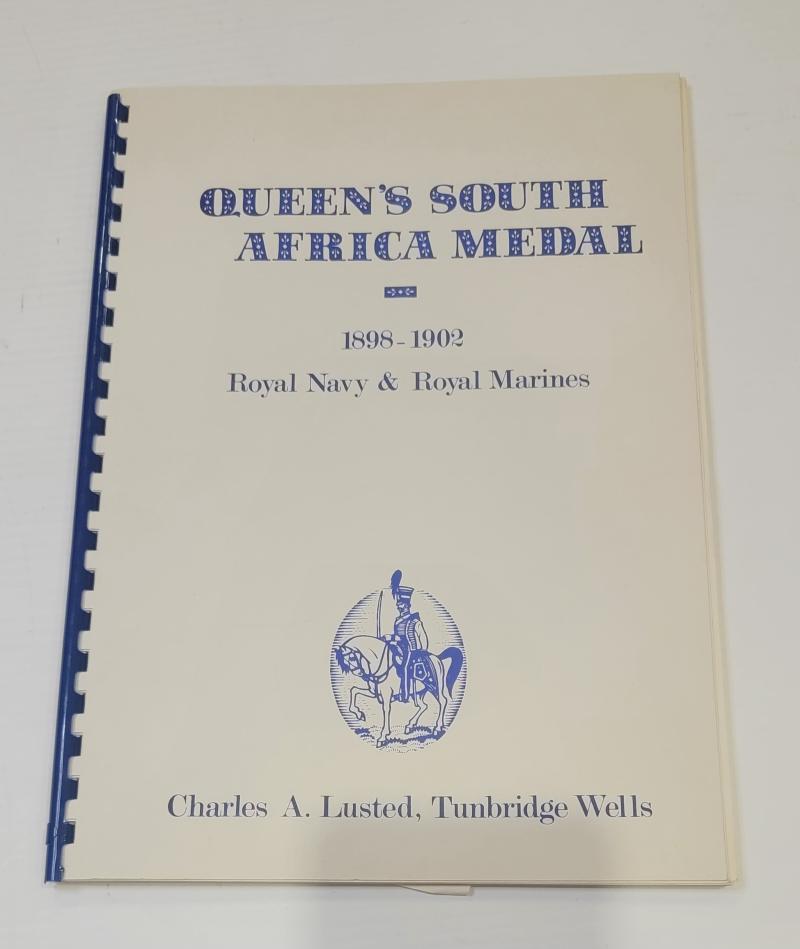 QUEEN'S SOUTH
AFRICA MEDAL
1898-1902
Royal Navy & Royal Marines
Charles A. Lusted, Tunbridge Wells